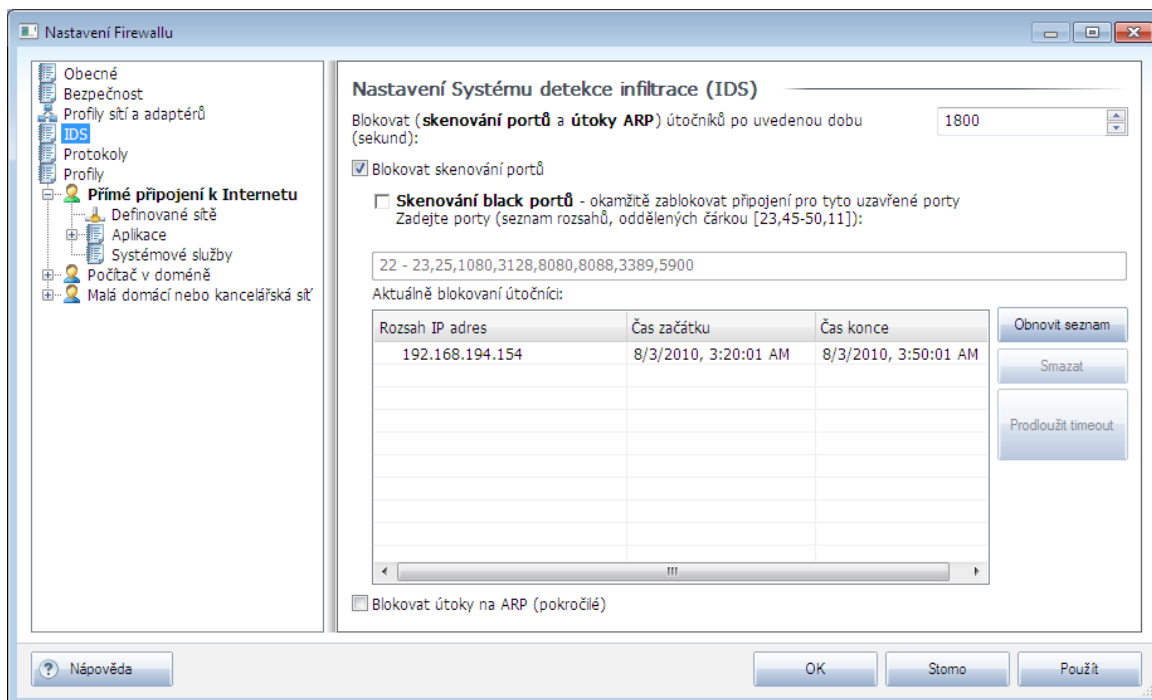 Nastavení Firewallu
Obecné
Bezpečnost
Profily sítí a adaptérů
IDS
Protokoly
Profily
Přímé připojení k Internetu
Definované sítě
Aplikace
Systémové služby
Počítač v doméně
Malá domácí nebo kancelářská síť
Nastavení Systému detekce infiltrace (IDS)
Blokovat (skenování portů a útoky ARP) útočníků po uvedenou dobu
(sekund):
1800
Blokovat skenování portů
Skenování black portů - okamžitě zablokovat připojení pro tyto uzavřené porty
Zadejte porty (seznam rozsahů, oddělených čárkou [23,45-50,11]):
22 - 23,25,1080,3128,8080,8088,3389,5900
Aktuálně blokovaní útočníci:
Rozsah IP adres Čas začátku Čas konce
192.168.194.154 8/3/2010, 3:20:01 AM 8/3/2010, 3:50:01 AM
Obnovit seznam
Smazat
Prodloužit timeout
Blokovat útoky na ARP (pokročilé)
Nápověda
OK
Storno
Použít